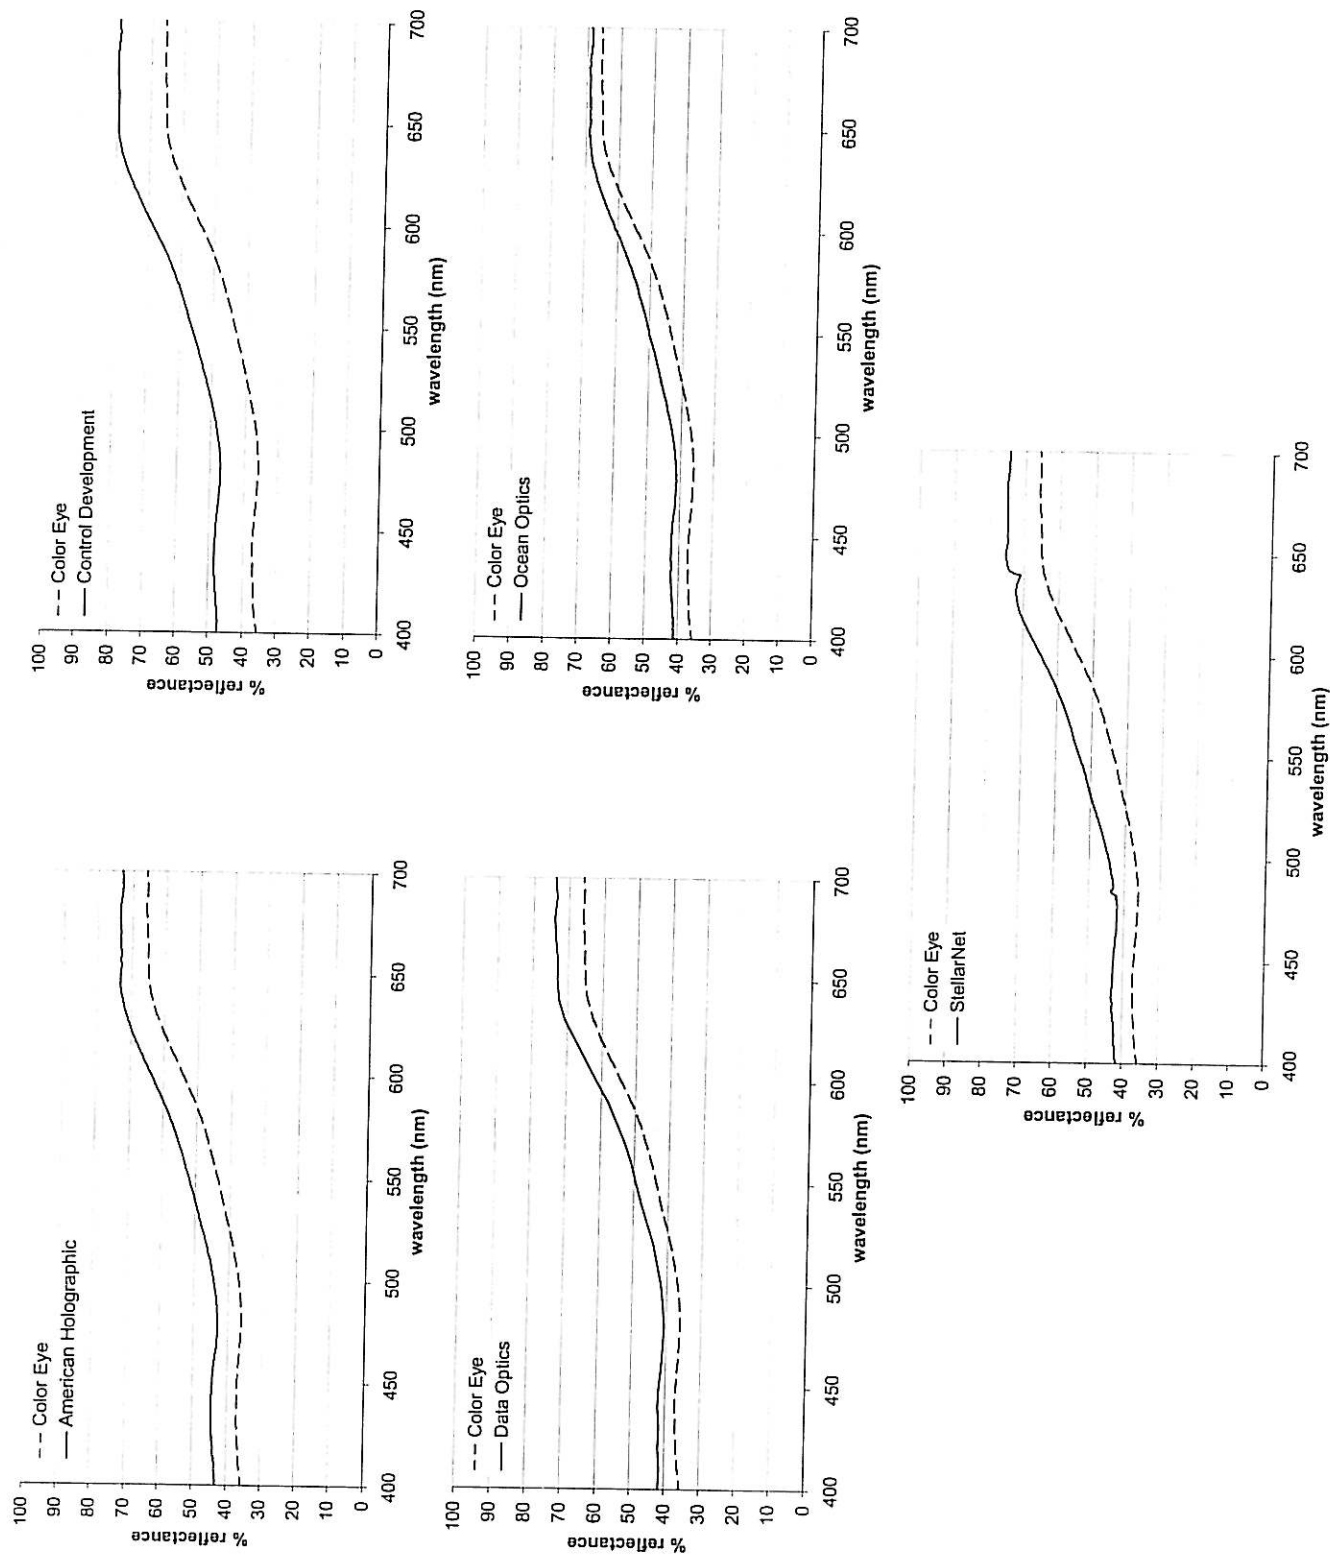 -- Color Eye
— American Holographic
% reflectance
100
90
80
70
60
50
40
30
20
10
0
400 450 500 550 600 650 700
wavelength (nm)
-- Color Eye
— Control Development
% reflectance
100
90
80
70
60
50
40
30
20
10
0
400 450 500 550 600 650 700
wavelength (nm)
-- Color Eye
— Data Optics
% reflectance
100
90
80
70
60
50
40
30
20
10
0
400 450 500 550 600 650 700
wavelength (nm)
-- Color Eye
— Ocean Optics
% reflectance
100
90
80
70
60
50
40
30
20
10
0
400 450 500 550 600 650 700
wavelength (nm)
-- Color Eye
— StellarNet
% reflectance
100
90
80
70
60
50
40
30
20
10
0
400 450 500 550 600 650 700
wavelength (nm)